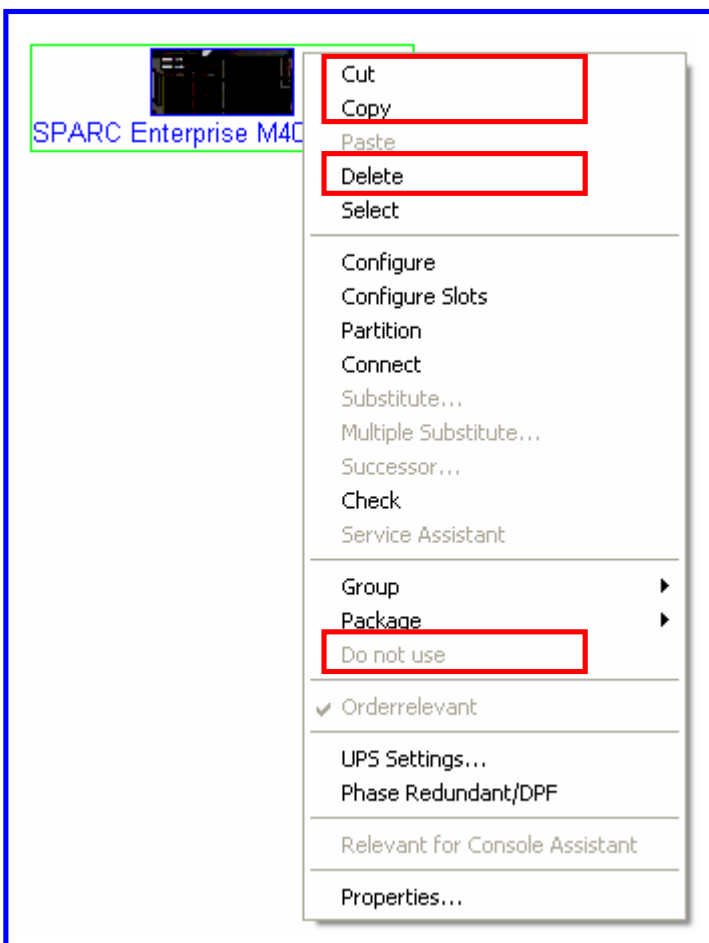 SPARC Enterprise
Cut
Copy
Paste
Delete
Select
Configure
Configure Slots
Partition
Connect
Substitute...
Multiple Substitute...
Successor...
Check
Service Assistant
Group
Package
Do not use
Orderrelevant
UPS Settings...
Phase Redundant/DPF
Relevant for Console Assistant
Properties...